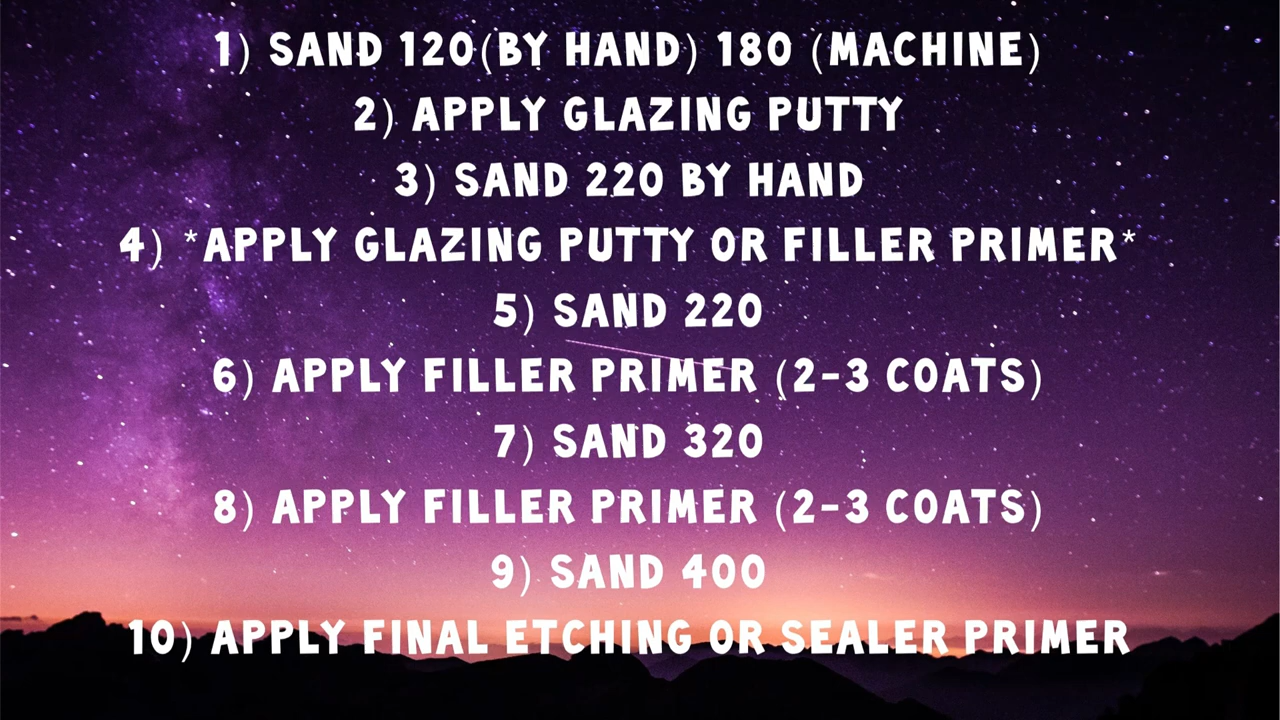 1) SAND 120(BY HAND) 180 (MACHINE)
2) APPLY GLAZING PUTTY
3) SAND 220 BY HAND
4) *APPLY GLAZING PUTTY OR FILLER PRIMER*
5) SAND 220
6) APPLY FILLER PRIMER (2-3 COATS)
7) SAND 320
8) APPLY FILLER PRIMER (2-3 COATS)
9) SAND 400
10) APPLY FINAL ETCHING OR SEALER PRIMER